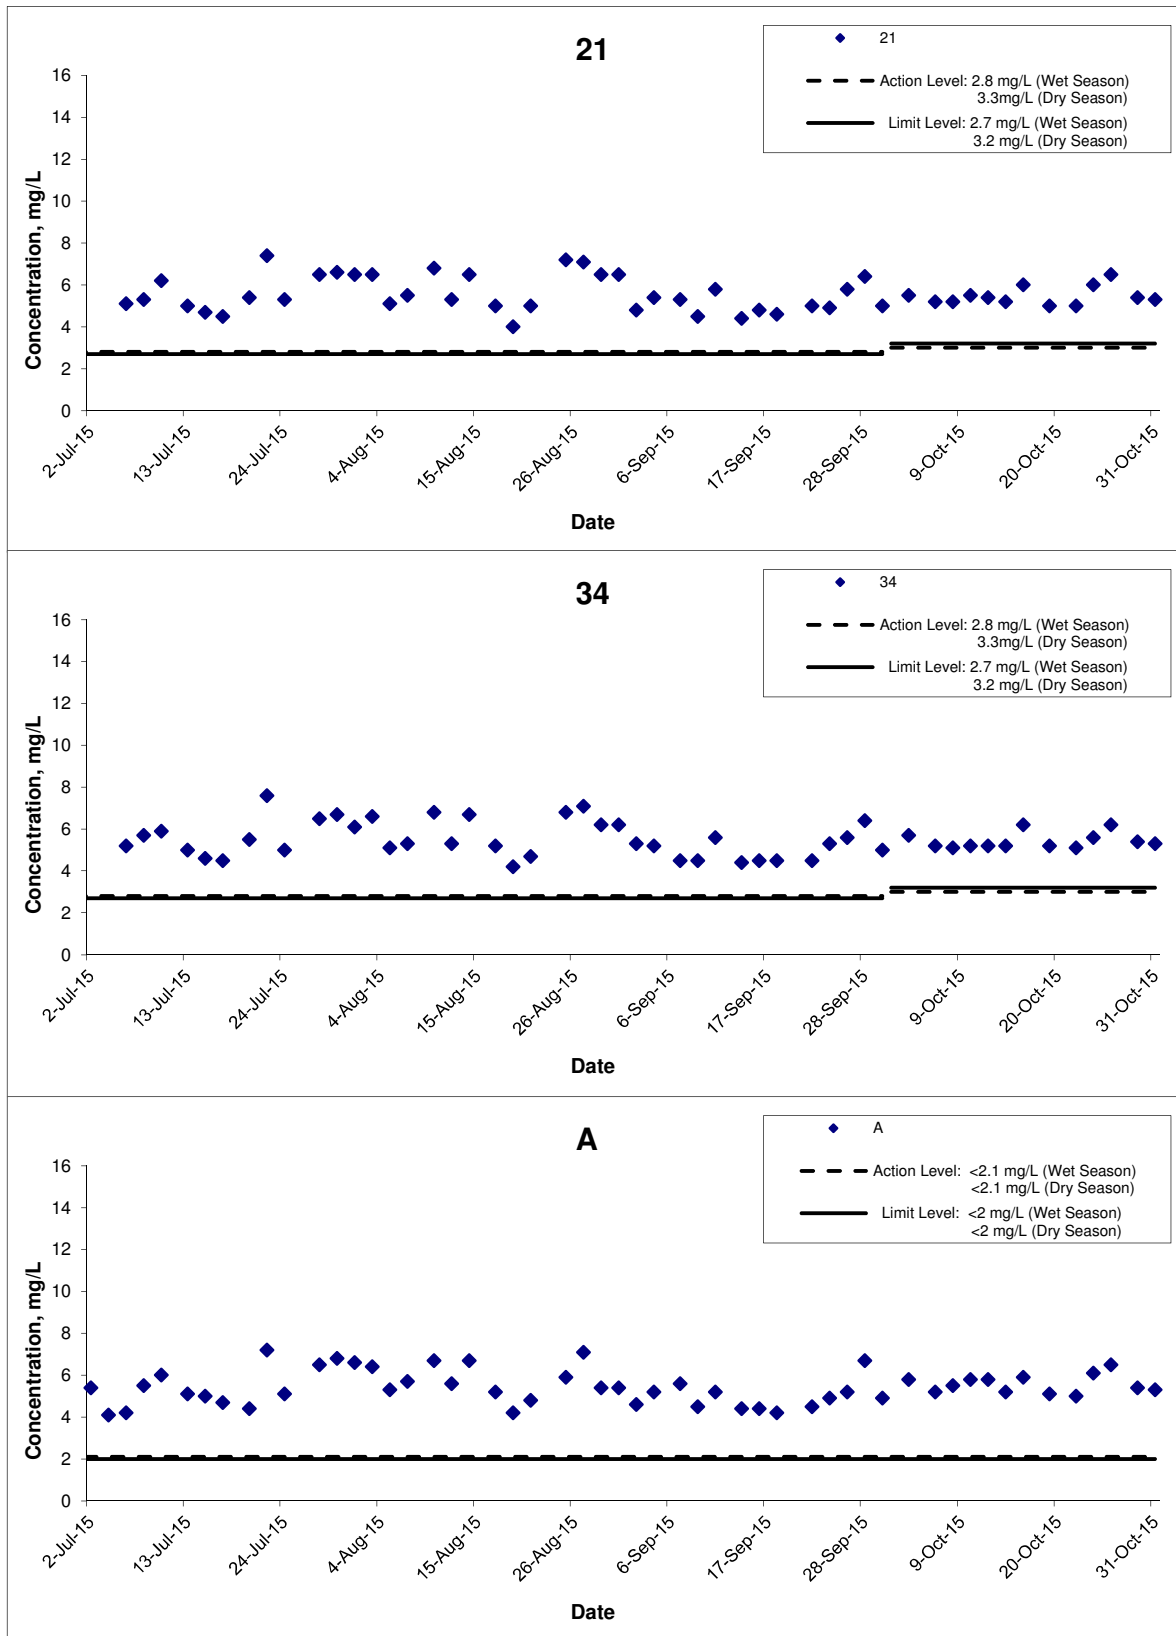 21
21
Action Level: 2.8 mg/L (Wet Season)
3.3mg/L (Dry Season)
Limit Level: 2.7 mg/L (Wet Season)
3.2 mg/L (Dry Season)
Concentration, mg/L
16
14
12
10
8
6
4
2
0
2-Jul-15
13-Jul-15
24-Jul-15
4-Aug-15
15-Aug-15
26-Aug-15
6-Sep-15
17-Sep-15
28-Sep-15
9-Oct-15
20-Oct-15
31-Oct-15
Date
34
34
Action Level: 2.8 mg/L (Wet Season)
3.3mg/L (Dry Season)
Limit Level: 2.7 mg/L (Wet Season)
3.2 mg/L (Dry Season)
Concentration, mg/L
16
14
12
10
8
6
4
2
0
2-Jul-15
13-Jul-15
24-Jul-15
4-Aug-15
15-Aug-15
26-Aug-15
6-Sep-15
17-Sep-15
28-Sep-15
9-Oct-15
20-Oct-15
31-Oct-15
Date
A
A
Action Level: <2.1 mg/L (Wet Season)
<2.1 mg/L (Dry Season)
Limit Level: <2 mg/L (Wet Season)
<2 mg/L (Dry Season)
Concentration, mg/L
16
14
12
10
8
6
4
2
0
2-Jul-15
13-Jul-15
24-Jul-15
4-Aug-15
15-Aug-15
26-Aug-15
6-Sep-15
17-Sep-15
28-Sep-15
9-Oct-15
20-Oct-15
31-Oct-15
Date